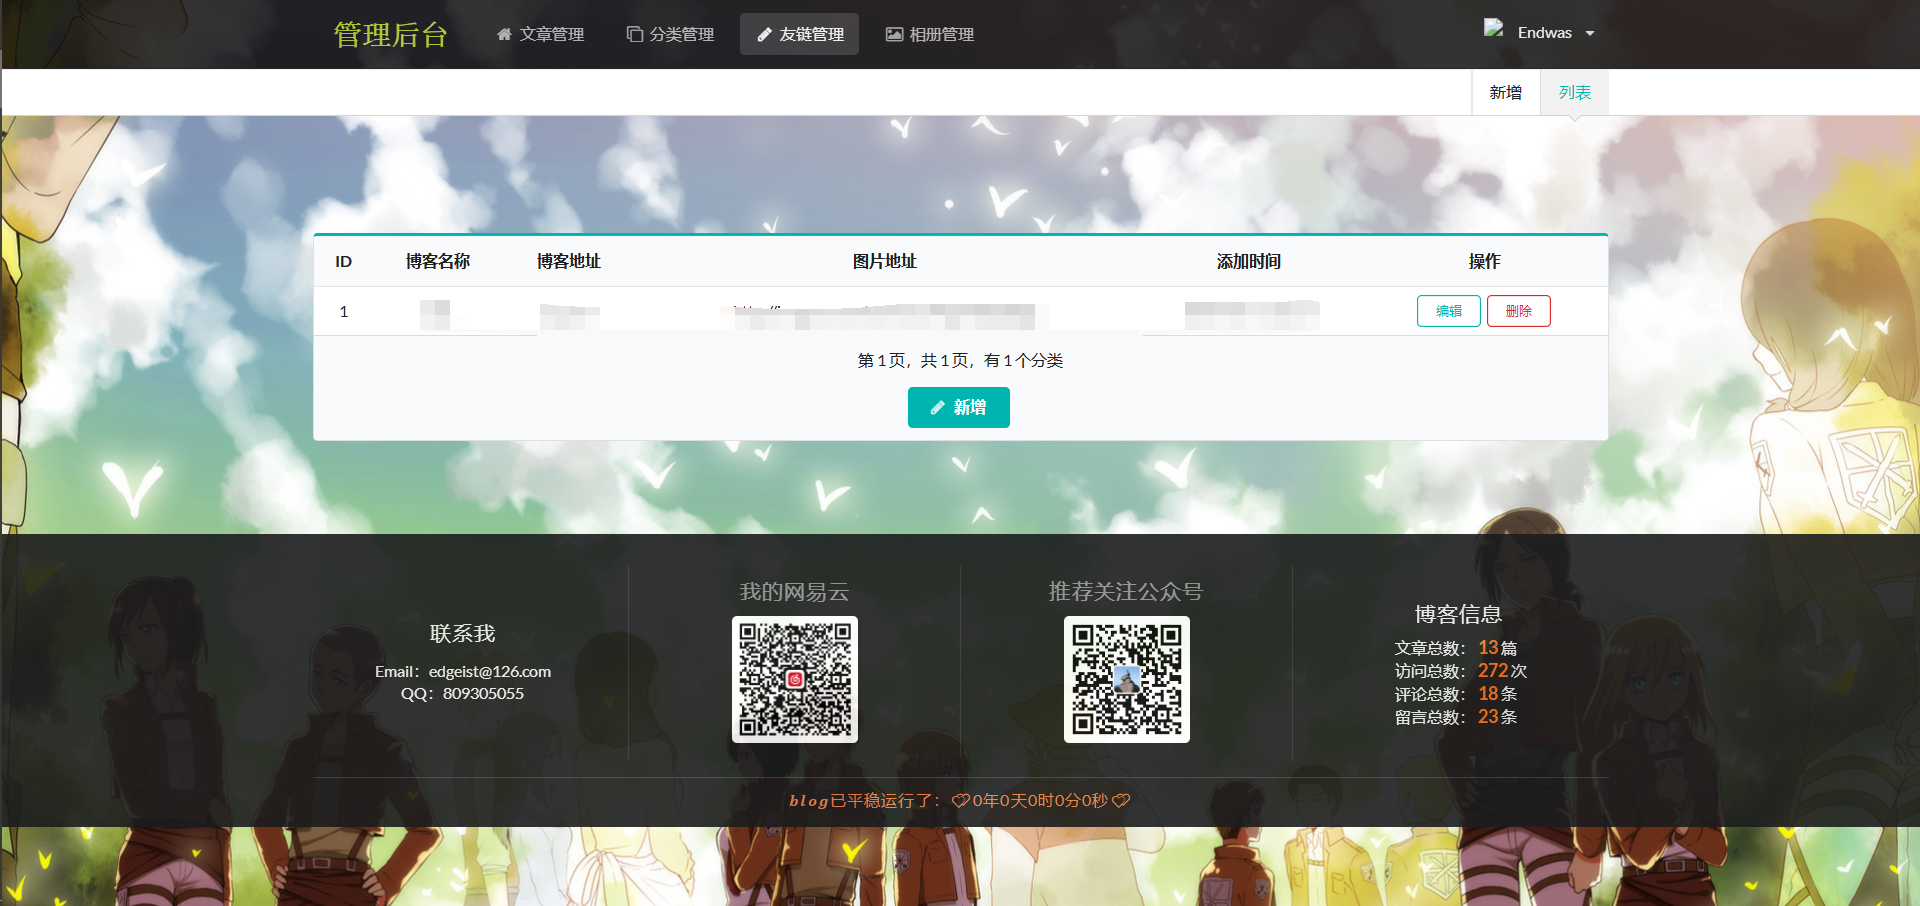 管理后台 文章管理 分类管理 友链管理 相册管理 Endwas
新增 列表
ID 博客名称 博客地址 图片地址 添加时间 操作
1 编辑 删除
第1页，共1页，有1个分类
新增
联系我
Email：edgeist@126.com
QQ：809305055
我的网易云
推荐关注公众号
博客信息
文章总数：13篇
访问总数：272次
评论总数：18条
留言总数：23条
blog已平稳运行了：0年0天0时0分0秒